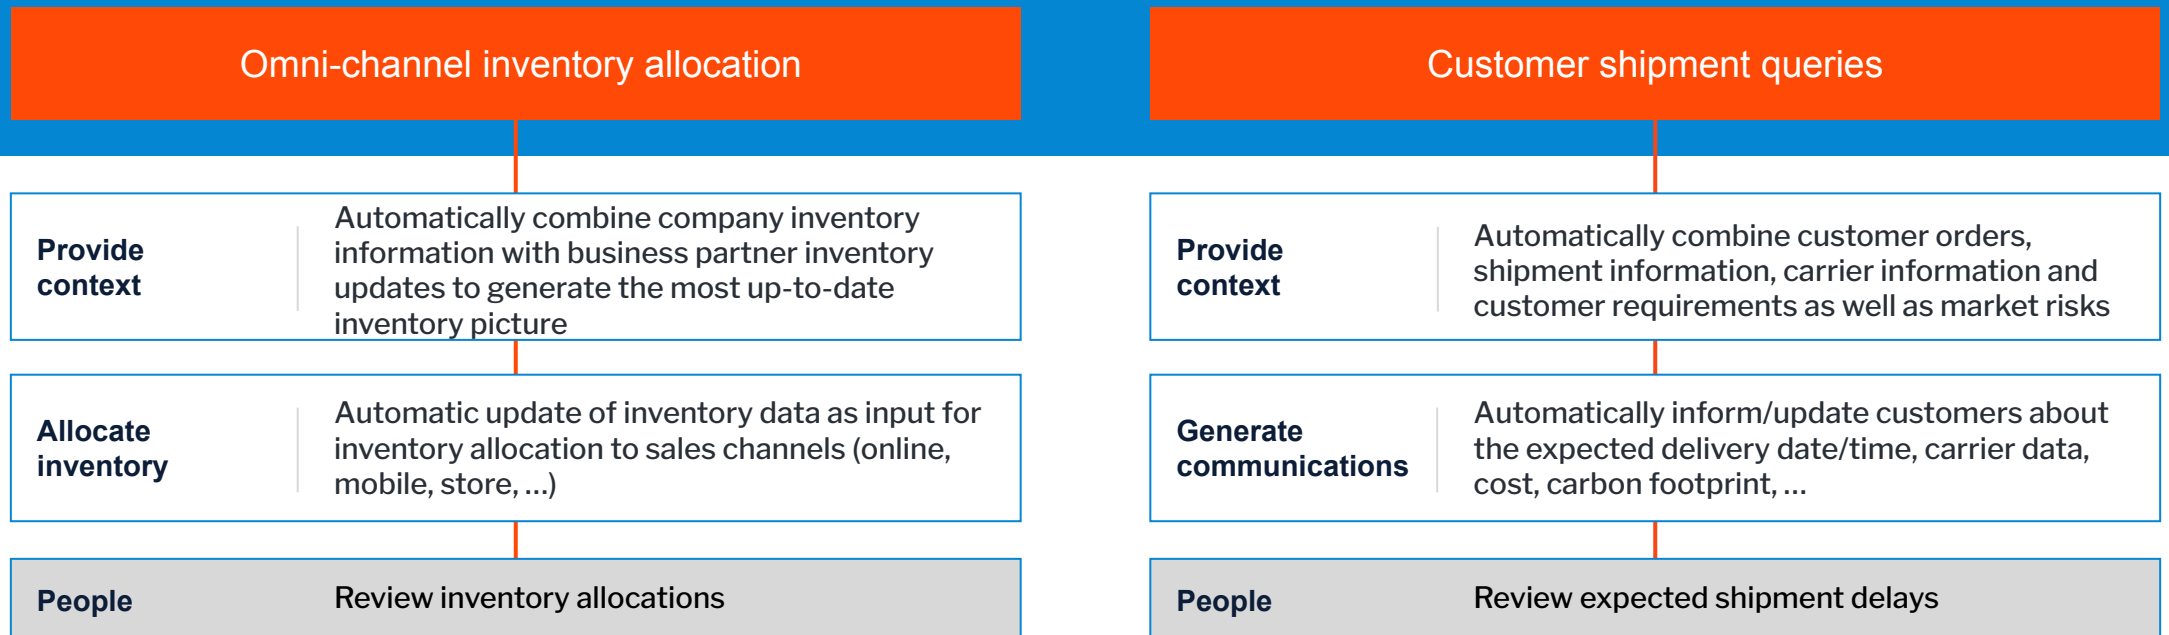 Omni-channel inventory allocation
Provide
context
Automatically combine company inventory
information with business partner inventory
updates to generate the most up-to-date
inventory picture
Allocate
inventory
Automatic update of inventory data as input for
inventory allocation to sales channels (online,
mobile, store, ...)
People
Review inventory allocations
Customer shipment queries
Provide
context
Automatically combine customer orders,
shipment information, carrier information and
customer requirements as well as market risks
Generate
communications
Automatically inform/update customers about
the expected delivery date/time, carrier data,
cost, carbon footprint, ...
People
Review expected shipment delays